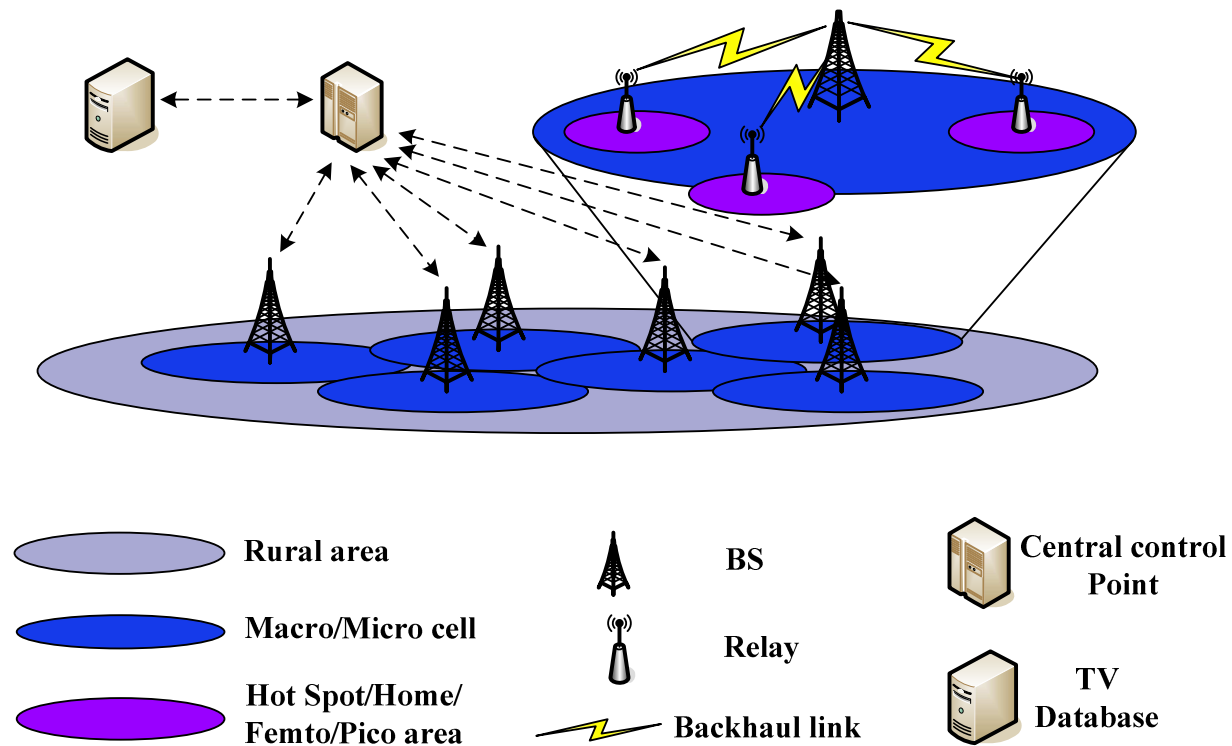 Rural area
Macro/Micro cell
Hot Spot/Home/
Femto/Pico area
BS
Relay
Backhaul link
Central control
Point
TV
Database